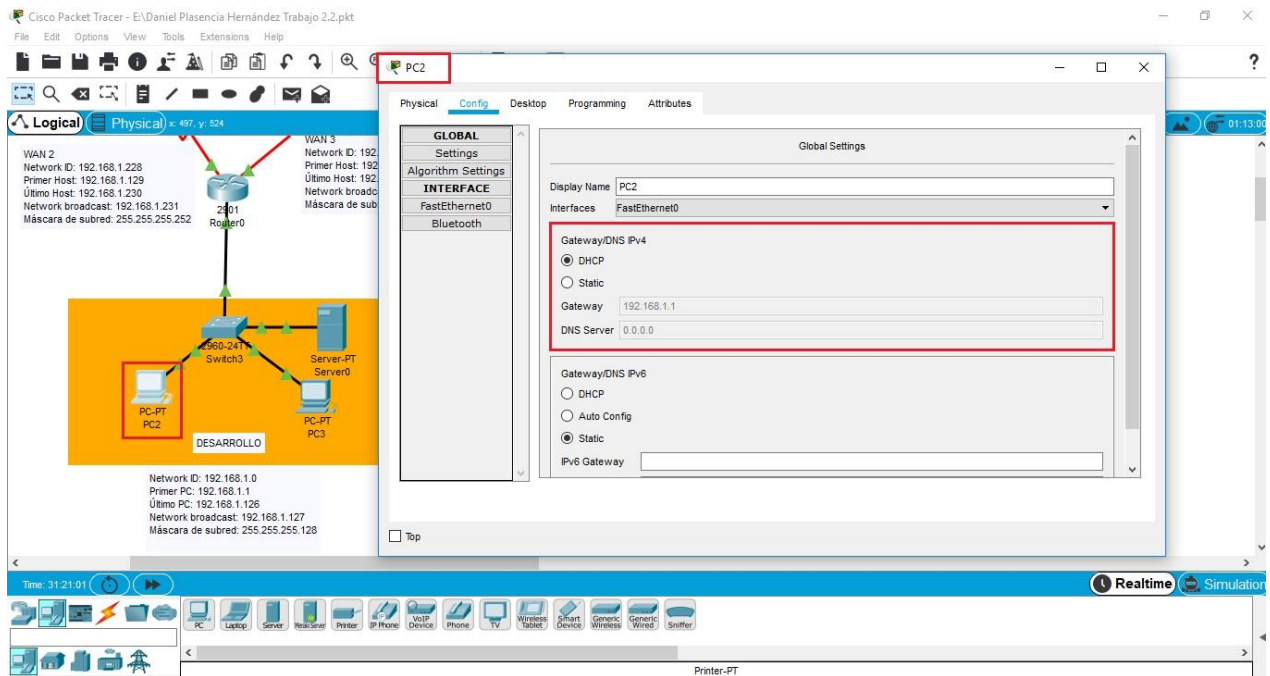 Cisco Packet Tracer - E:\Daniel Plasencia Hernández Trabajo 2.2.pkt
File Edit Options View Tools Extensions Help
?
PC2
Physical Config Desktop Programming Attributes
Logical Physical x: 497, y: 524
01:13:00
GLOBAL
Settings
Algorithm Settings
INTERFACE
FastEthernet0
Bluetooth
Global Settings
Display Name PC2
Interfaces FastEthernet0
Gateway/DNS IPv4
DHCP
Static
Gateway 192.168.1.1
DNS Server 0.0.0.0
Gateway/DNS IPv6
DHCP
Auto Config
Static
IPv6 Gateway
Top
WAN 2
Network ID: 192.168.1.228
Primer Host: 192.168.1.129
Último Host: 192.168.1.230
Network broadcast: 192.168.1.231
Máscara de subred: 255.255.255.252
WAN 3
Network ID: 192
Primer Host: 192
Último Host: 192.
Network broadc
Máscara de sub
2901
Router0
2960-24TT
Switch3
Server-PT
Server0
PC-PT
PC2
PC-PT
PC3
DESARROLLO
Network ID: 192.168.1.0
Primer PC: 192.168.1.1
Último PC: 192.168.1.126
Network broadcast: 192.168.1.127
Máscara de subred: 255.255.255.128
Time: 31:21:01
Realtime Simulation
PC
Laptop
Server
Printer
IP Phone
VoIP Device
Phone
TV
Wireless Tablet
Smart Device
Generic Wireless
Generic Wired
Sniffer
Printer-PT